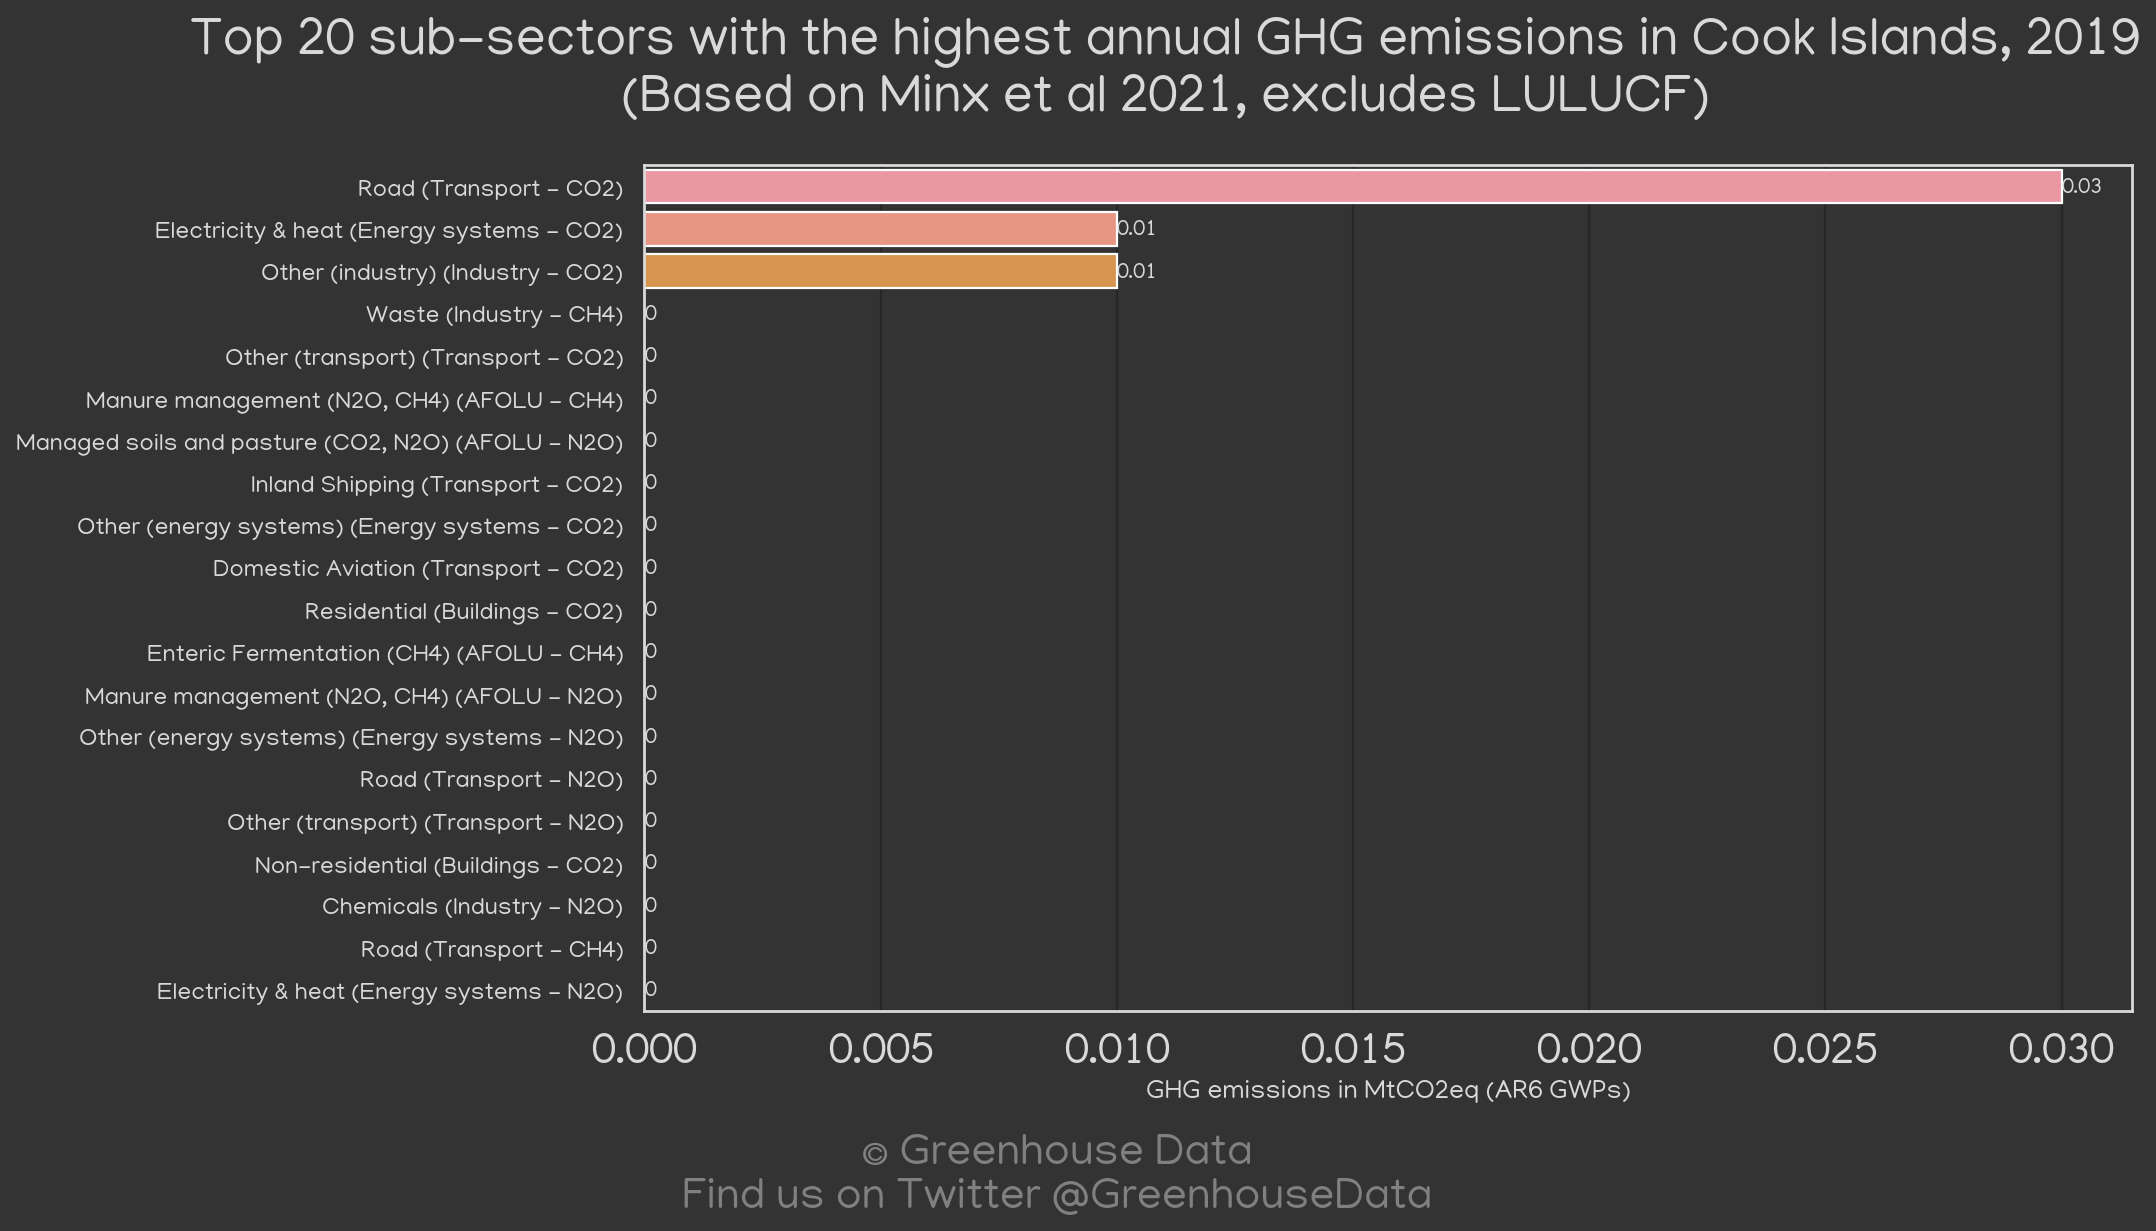 Top 20 sub-sectors with the highest annual GHG emissions in Cook Islands, 2019
(Based on Minx et al 2021, excludes LULUCF)
Road (Transport - CO2) 0.03
Electricity & heat (Energy systems - CO2) 0.01
Other (industry) (Industry - CO2) 0.01
Waste (Industry - CH4) 0
Other (transport) (Transport - CO2) 0
Manure management (N2O, CH4) (AFOLU - CH4) 0
Managed soils and pasture (CO2, N2O) (AFOLU - N2O) 0
Inland Shipping (Transport - CO2) 0
Other (energy systems) (Energy systems - CO2) 0
Domestic Aviation (Transport - CO2) 0
Residential (Buildings - CO2) 0
Enteric Fermentation (CH4) (AFOLU - CH4) 0
Manure management (N2O, CH4) (AFOLU - N2O) 0
Other (energy systems) (Energy systems - N2O) 0
Road (Transport - N2O) 0
Other (transport) (Transport - N2O) 0
Non-residential (Buildings - CO2) 0
Chemicals (Industry - N2O) 0
Road (Transport - CH4) 0
Electricity & heat (Energy systems - N2O) 0
0.000 0.005 0.010 0.015 0.020 0.025 0.030
GHG emissions in MtCO2eq (AR6 GWPs)
© Greenhouse Data
Find us on Twitter @GreenhouseData